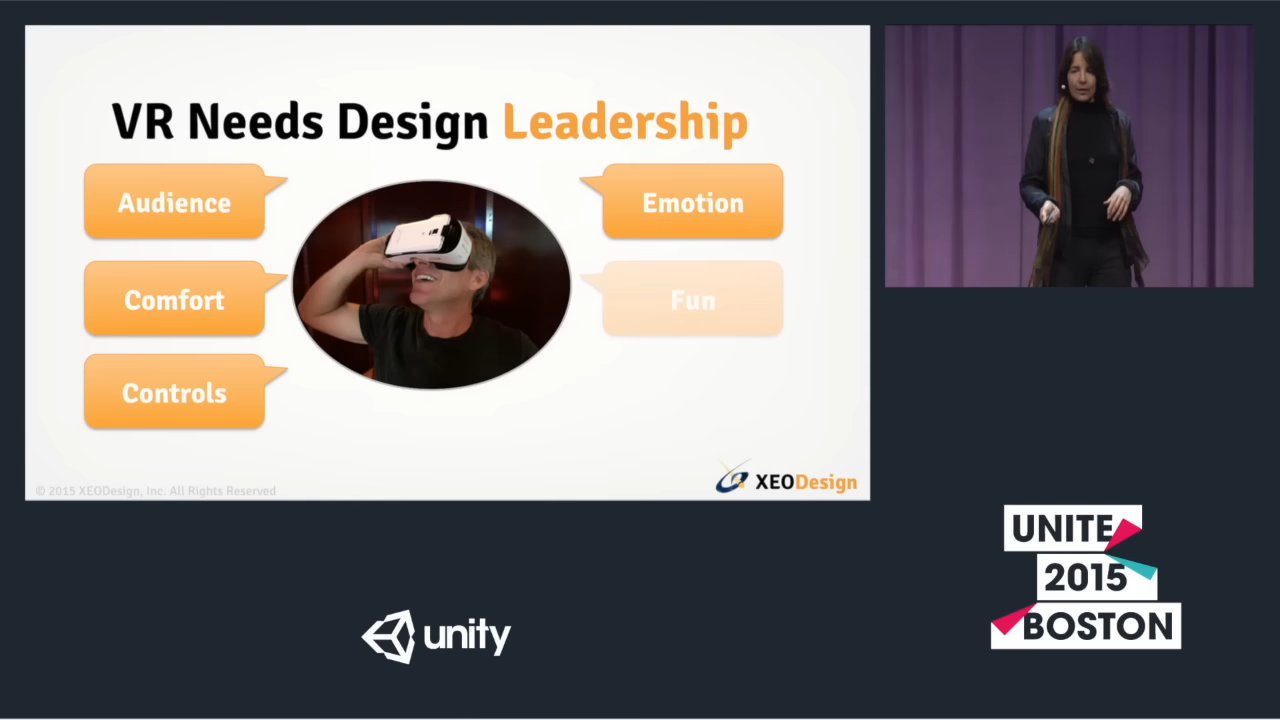 VR Needs Design Leadership
Audience
Emotion
Comfort
Fun
Controls
© 2015 XEODesign, Inc. All Rights Reserved
XEODesign
UNITE
2015
BOSTON
unity